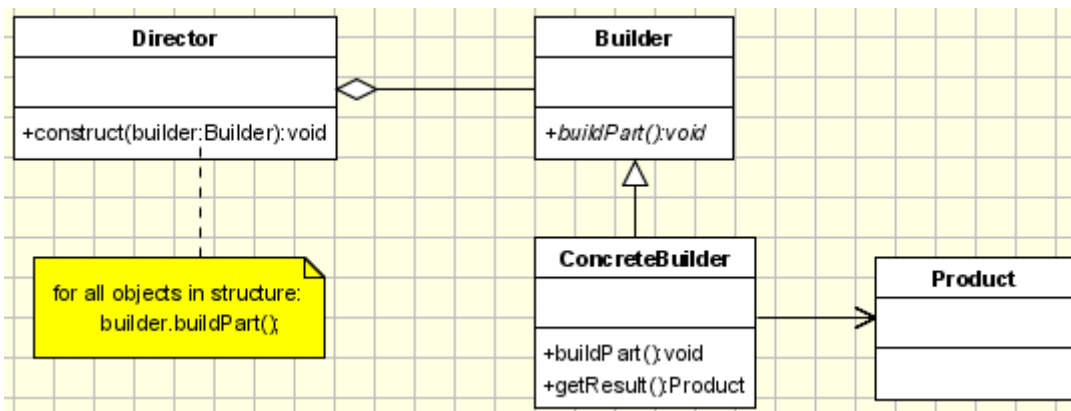 Director
+construct(builder:Builder):void
for all objects in structure:
builder.buildPart();
Builder
+buildPart():void
ConcreteBuilder
+buildPart():void
+getResult():Product
Product